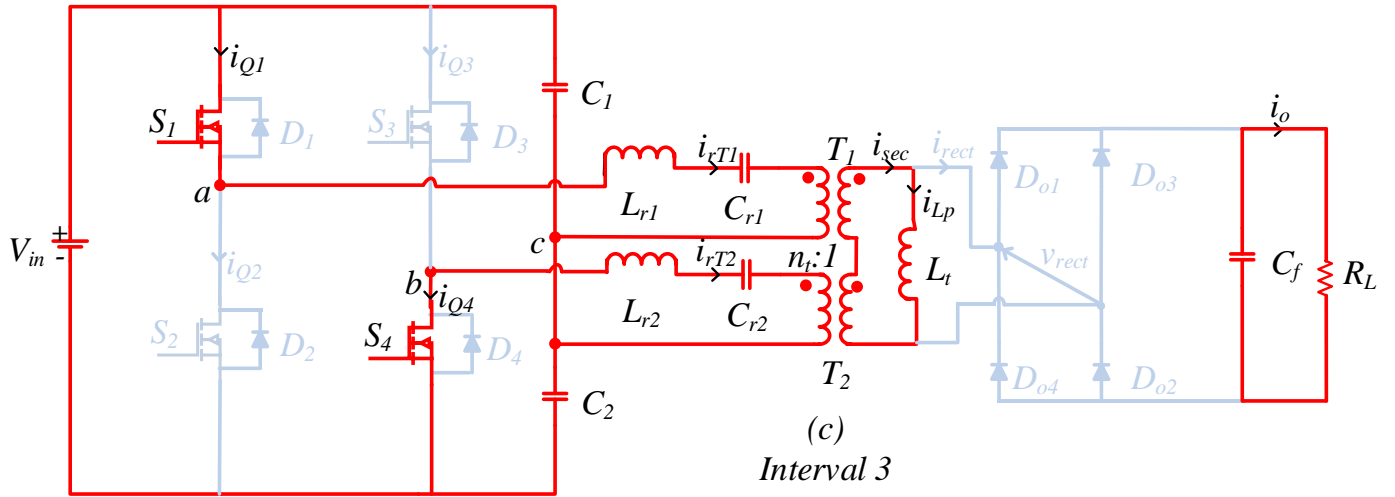 i_Q1
i_Q3
S_1
D_1
S_3
D_3
C_1
a
V_in
+
-
i_Q2
S_2
D_2
b
i_Q4
S_4
D_4
c
C_2
L_r1
i_rT1
C_r1
T_1
L_r2
i_rT2
C_r2
n_t:1
T_2
i_sec
i_Lp
L_t
i_rect
v_rect
D_o1
D_o3
D_o4
D_o2
i_o
C_f
R_L
(c)
Interval 3